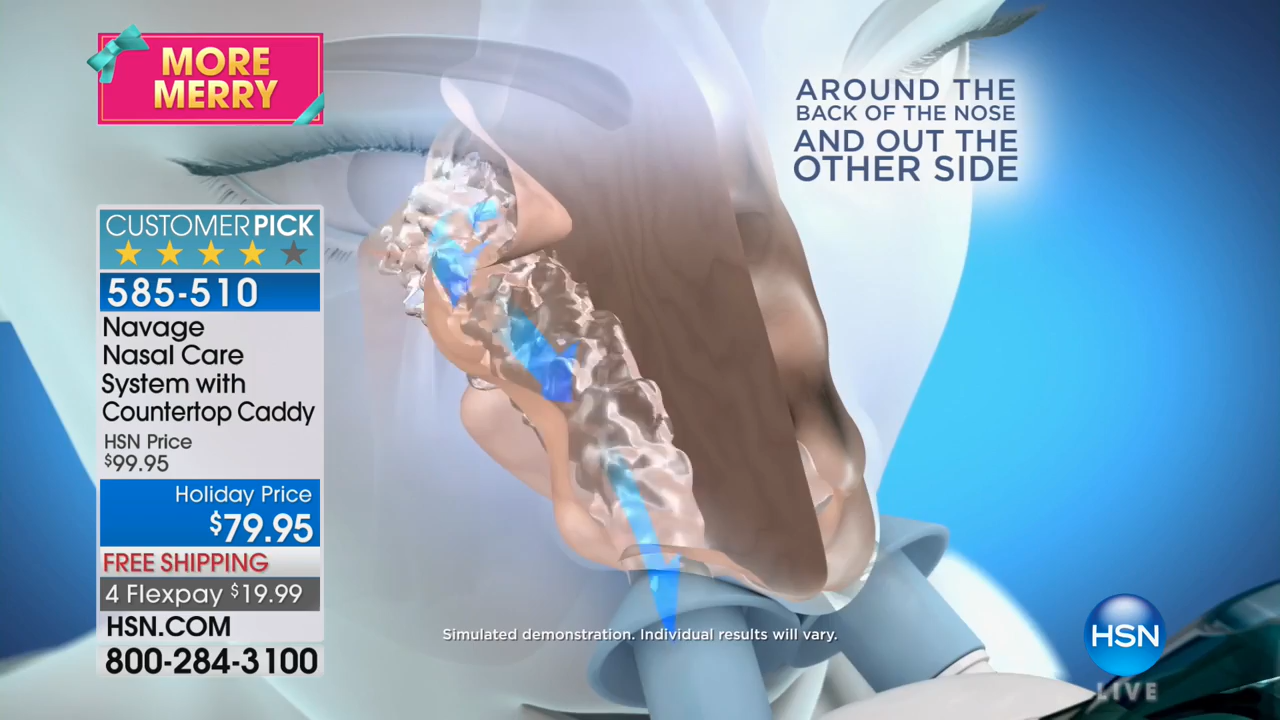 MORE
MERRY
AROUND THE
BACK OF THE NOSE
AND OUT THE
OTHER SIDE
CUSTOMERPICK
585-510
Navage
Nasal Care
System with
Countertop Caddy
HSN Price
$99.95
Holiday Price
$79.95
FREE SHIPPING
4 Flexpay $19.99
HSN.COM
800-284-3100
Simulated demonstration. Individual results will vary.
HSN
LIVE